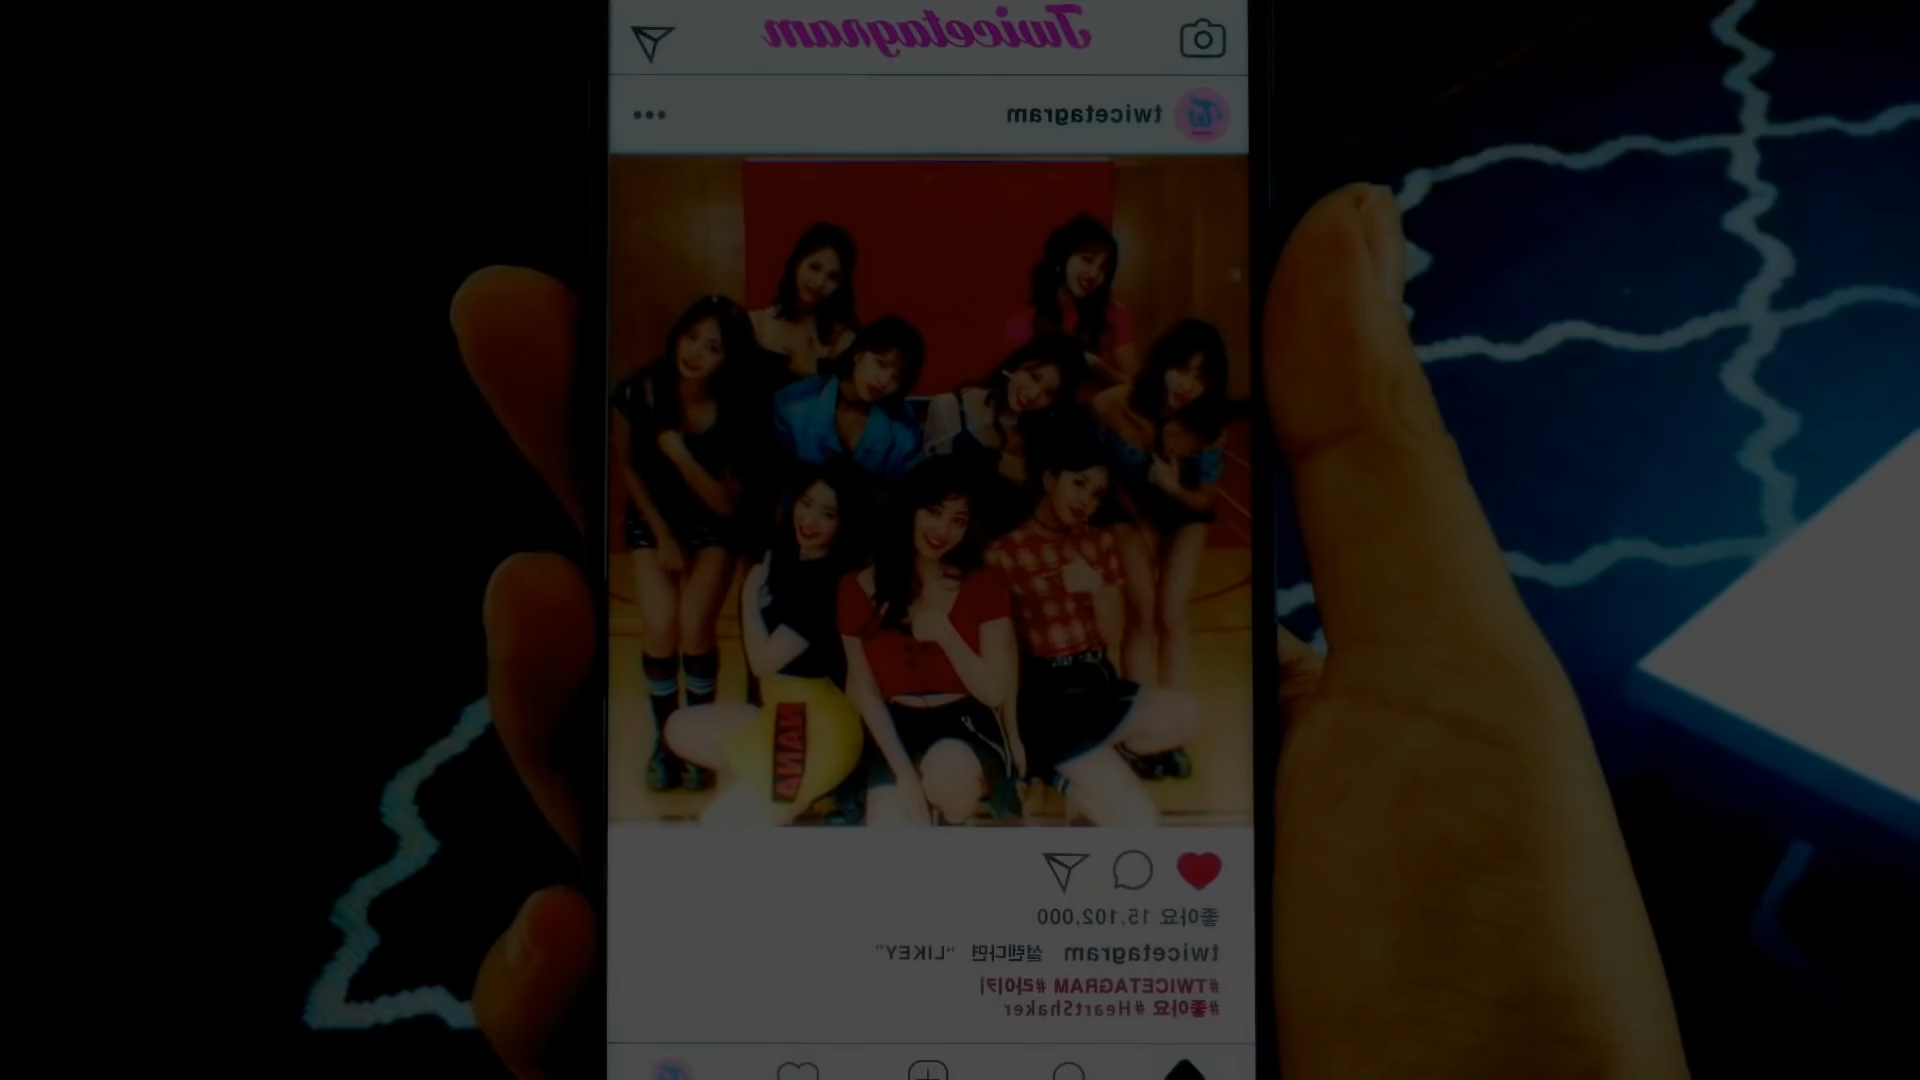 Twicetagram
twicetagram
NANA
좋아요 15,102,000
twicetagram 설렌다면 "LIKEY"
#TWICETAGRAM #라이키
#좋아요 #HeartShaker